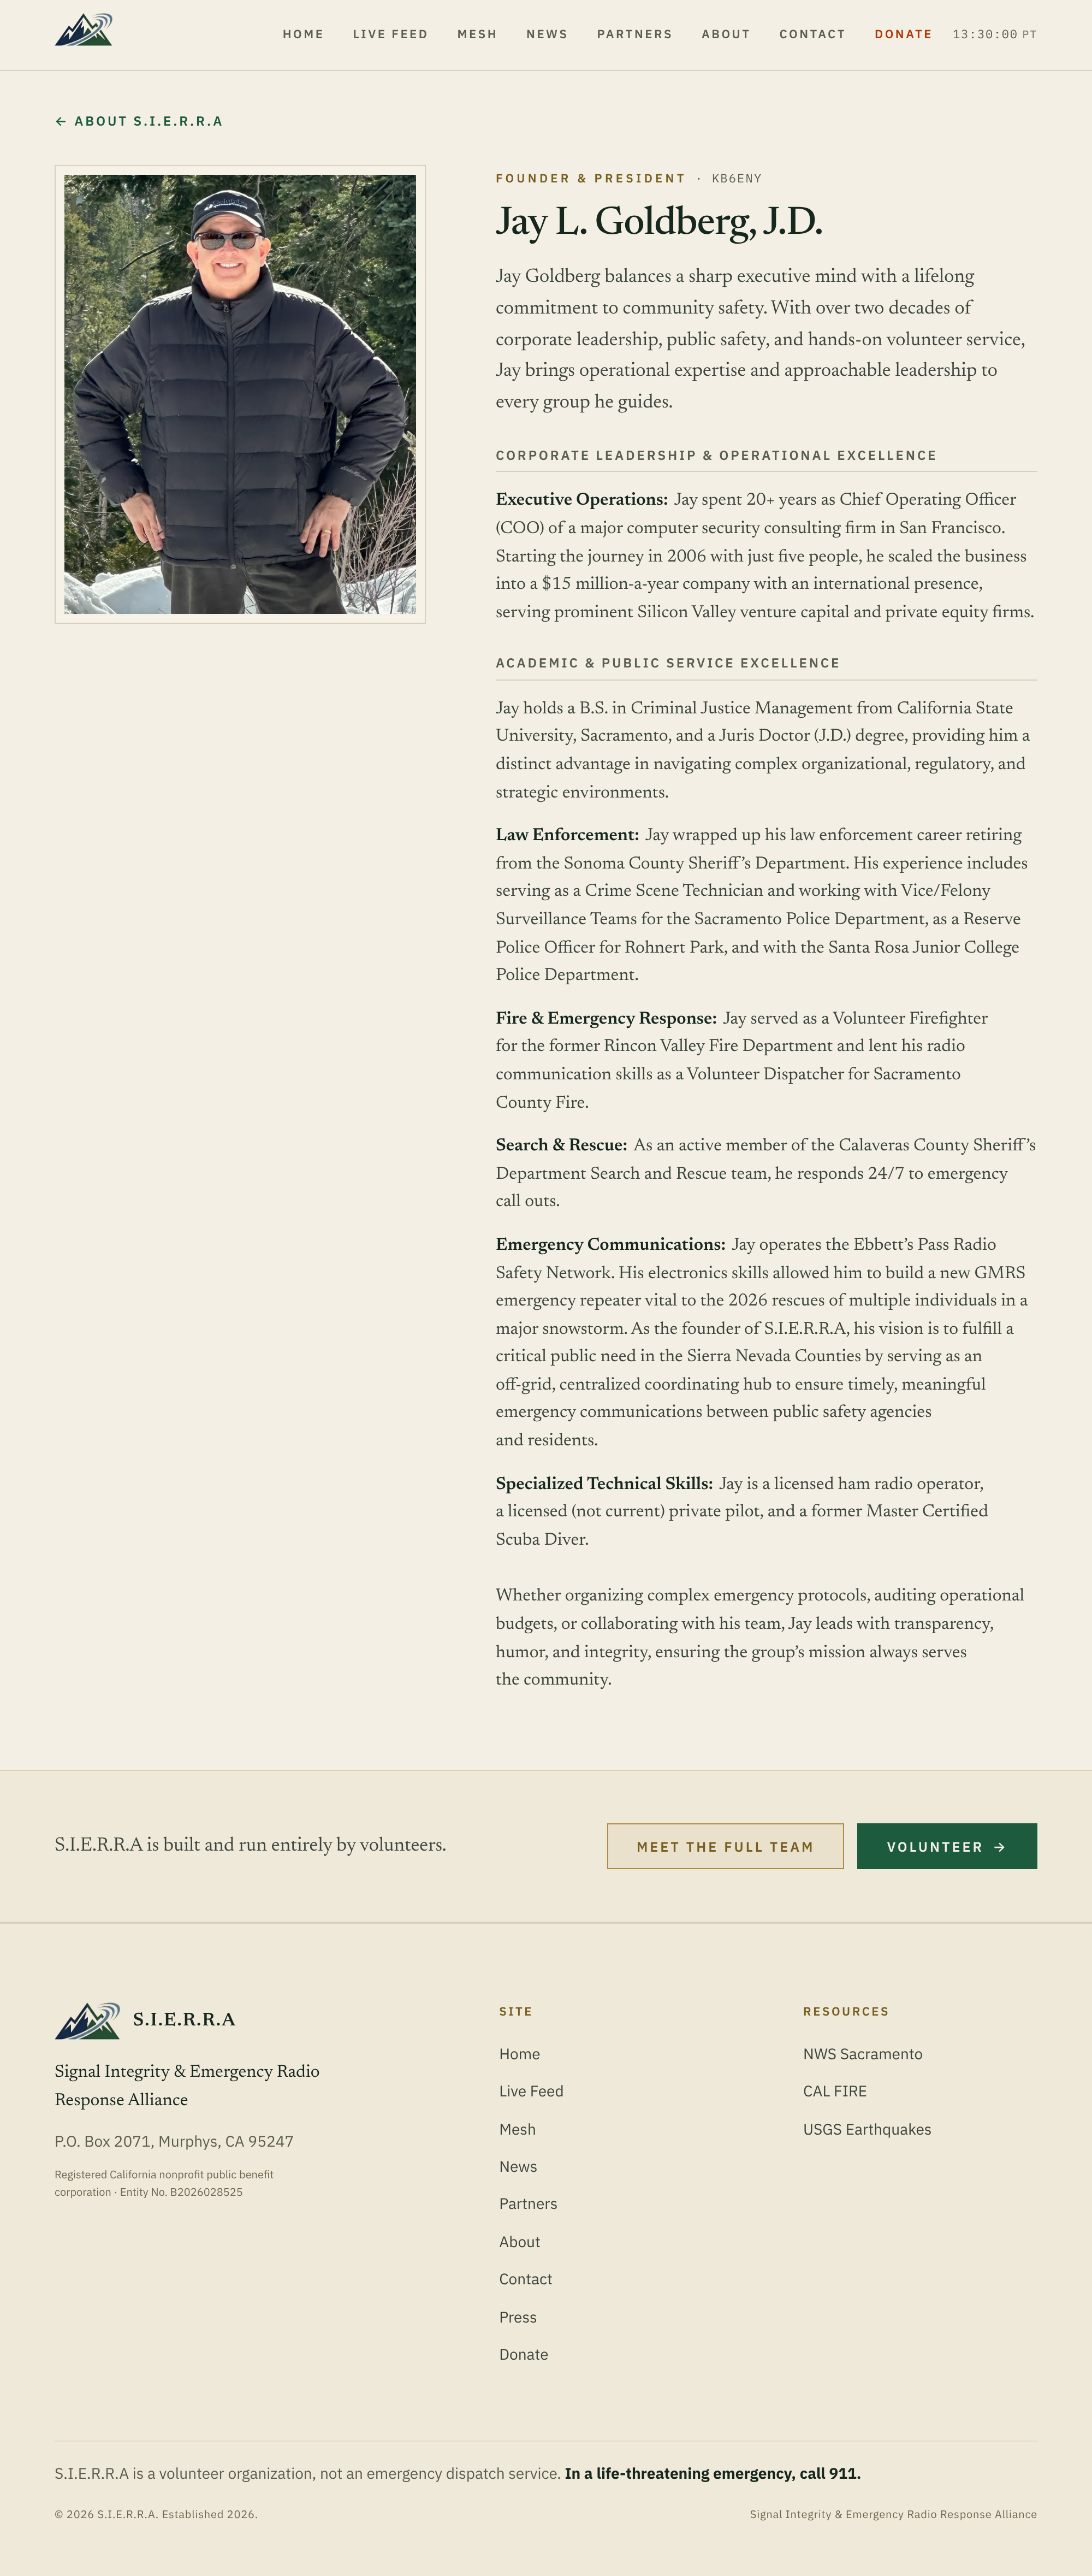 HOME LIVE FEED MESH NEWS PARTNERS ABOUT CONTACT DONATE 13:30:00 PT
← ABOUT S.I.E.R.R.A
FOUNDER & PRESIDENT · KB6ENY
Jay L. Goldberg, J.D.
Jay Goldberg balances a sharp executive mind with a lifelong
commitment to community safety. With over two decades of
corporate leadership, public safety, and hands-on volunteer service,
Jay brings operational expertise and approachable leadership to
every group he guides.
CORPORATE LEADERSHIP & OPERATIONAL EXCELLENCE
Executive Operations: Jay spent 20+ years as Chief Operating Officer
(COO) of a major computer security consulting firm in San Francisco.
Starting the journey in 2006 with just five people, he scaled the business
into a $15 million-a-year company with an international presence,
serving prominent Silicon Valley venture capital and private equity firms.
ACADEMIC & PUBLIC SERVICE EXCELLENCE
Jay holds a B.S. in Criminal Justice Management from California State
University, Sacramento, and a Juris Doctor (J.D.) degree, providing him a
distinct advantage in navigating complex organizational, regulatory, and
strategic environments.
Law Enforcement: Jay wrapped up his law enforcement career retiring
from the Sonoma County Sheriff’s Department. His experience includes
serving as a Crime Scene Technician and working with Vice/Felony
Surveillance Teams for the Sacramento Police Department, as a Reserve
Police Officer for Rohnert Park, and with the Santa Rosa Junior College
Police Department.
Fire & Emergency Response: Jay served as a Volunteer Firefighter
for the former Rincon Valley Fire Department and lent his radio
communication skills as a Volunteer Dispatcher for Sacramento
County Fire.
Search & Rescue: As an active member of the Calaveras County Sheriff’s
Department Search and Rescue team, he responds 24/7 to emergency
call outs.
Emergency Communications: Jay operates the Ebbett’s Pass Radio
Safety Network. His electronics skills allowed him to build a new GMRS
emergency repeater vital to the 2026 rescues of multiple individuals in a
major snowstorm. As the founder of S.I.E.R.R.A, his vision is to fulfill a
critical public need in the Sierra Nevada Counties by serving as an
off-grid, centralized coordinating hub to ensure timely, meaningful
emergency communications between public safety agencies
and residents.
Specialized Technical Skills: Jay is a licensed ham radio operator,
a licensed (not current) private pilot, and a former Master Certified
Scuba Diver.
Whether organizing complex emergency protocols, auditing operational
budgets, or collaborating with his team, Jay leads with transparency,
humor, and integrity, ensuring the group’s mission always serves
the community.
S.I.E.R.R.A is built and run entirely by volunteers.
MEET THE FULL TEAM
VOLUNTEER →
S.I.E.R.R.A
Signal Integrity & Emergency Radio
Response Alliance
P.O. Box 2071, Murphys, CA 95247
Registered California nonprofit public benefit
corporation · Entity No. B2026028525
SITE
Home
Live Feed
Mesh
News
Partners
About
Contact
Press
Donate
RESOURCES
NWS Sacramento
CAL FIRE
USGS Earthquakes
S.I.E.R.R.A is a volunteer organization, not an emergency dispatch service. In a life-threatening emergency, call 911.
© 2026 S.I.E.R.R.A. Established 2026.
Signal Integrity & Emergency Radio Response Alliance